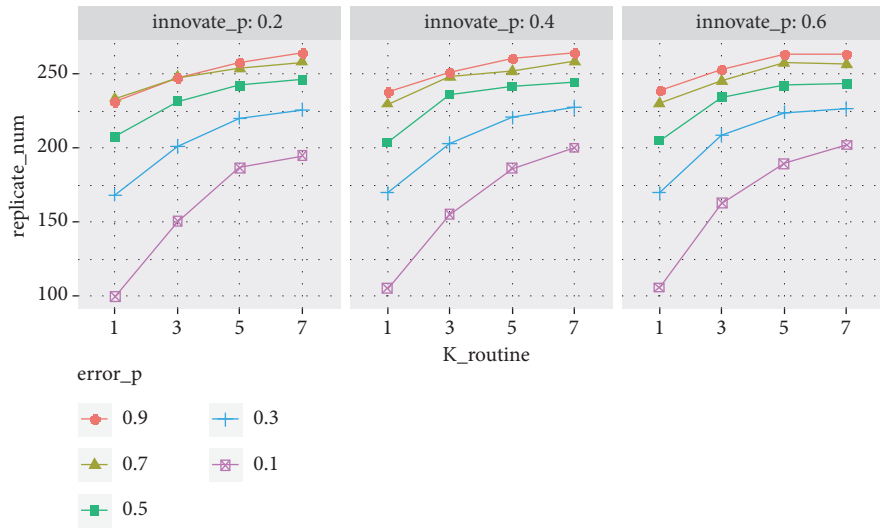 innovate_p: 0.2 innovate_p: 0.4 innovate_p: 0.6
250
200
150
100
replicate_num
1 3 5 7 1 3 5 7 1 3 5 7
K_routine
error_p
0.9 0.3
0.7 0.1
0.5